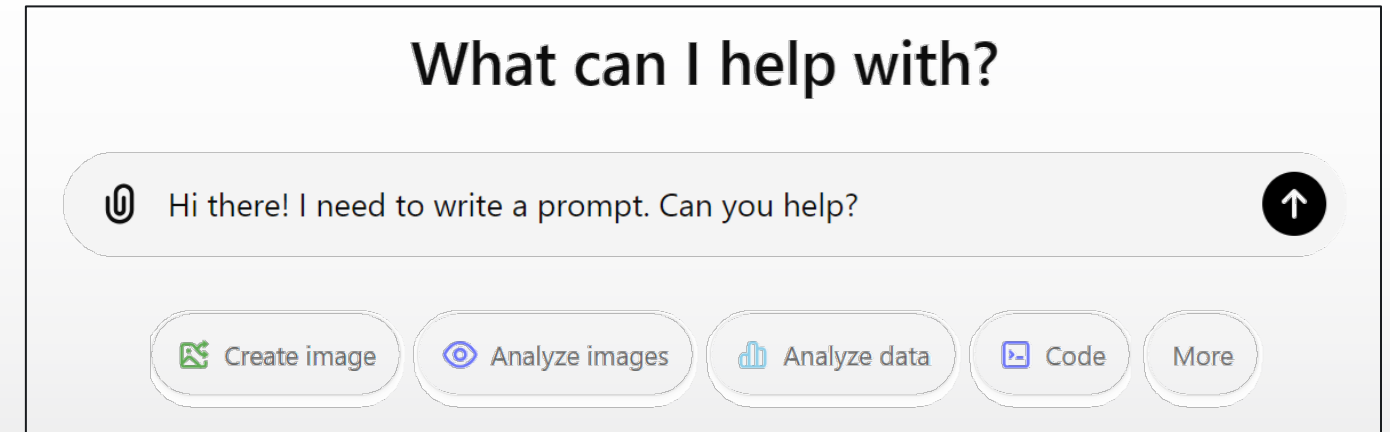 What can I help with?
Hi there! I need to write a prompt. Can you help?
Create image Analyze images Analyze data Code More